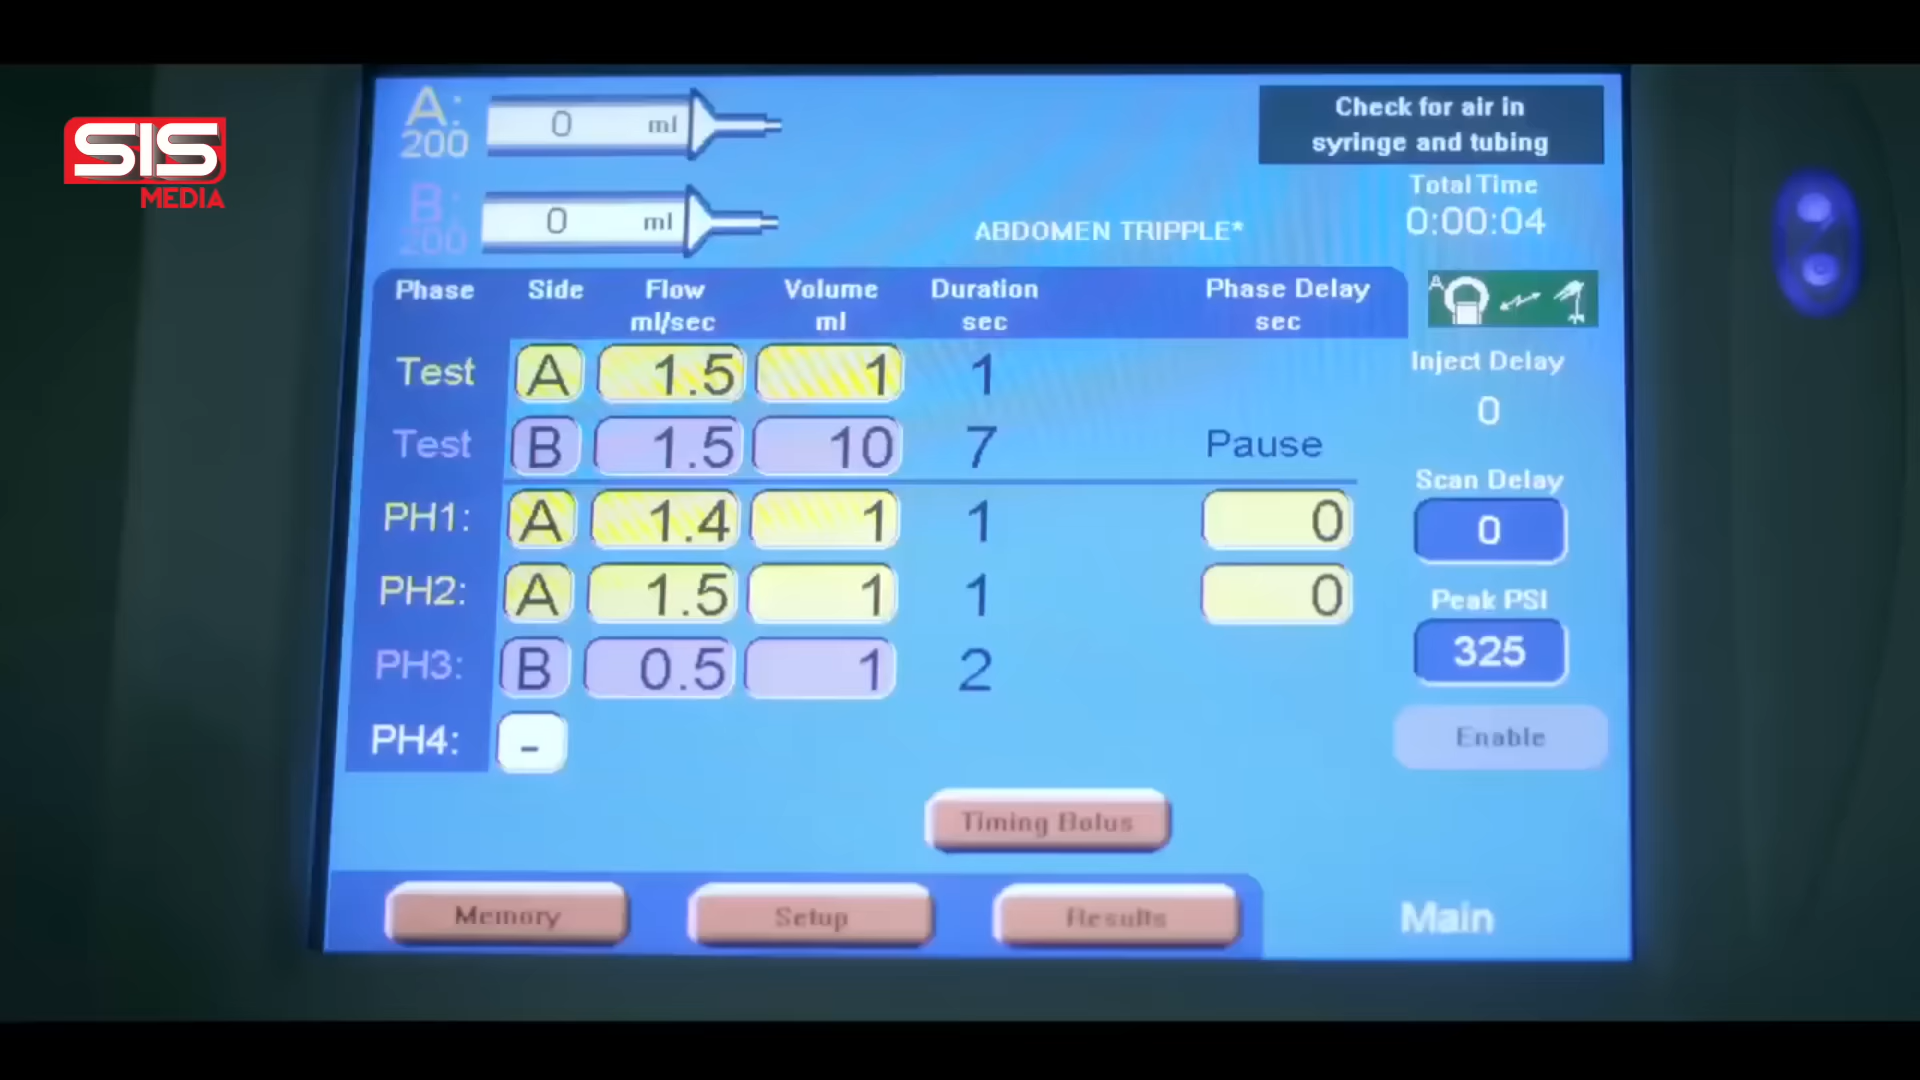 SIS
MEDIA
A:
200
0 ml
Check for air in
syringe and tubing
B:
200
0 ml
Total Time
0:00:04
ABDOMEN TRIPPLE*
Phase Side Flow Volume Duration Phase Delay
ml/sec ml sec sec
A
Inject Delay
0
Test A 1.5 1 1
Test B 1.5 10 7 Pause
Scan Delay
0
PH1: A 1.4 1 1 0
PH2: A 1.5 1 1 0
Peak PSI
325
PH3: B 0.5 1 2
PH4: -
Enable
Timing Bolus
Memory Setup Results Main